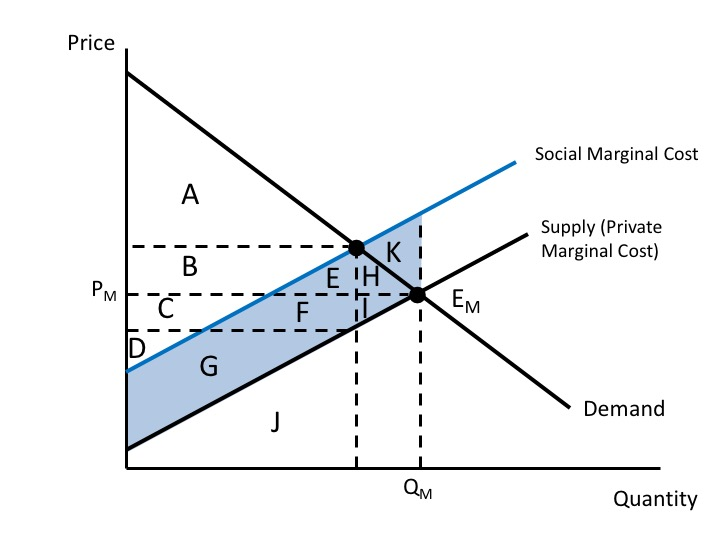 Price
Social Marginal Cost
A
Supply (Private
Marginal Cost)
K
B
E
H
P_M
C
F
I
E_M
D
G
Demand
J
Q_M
Quantity